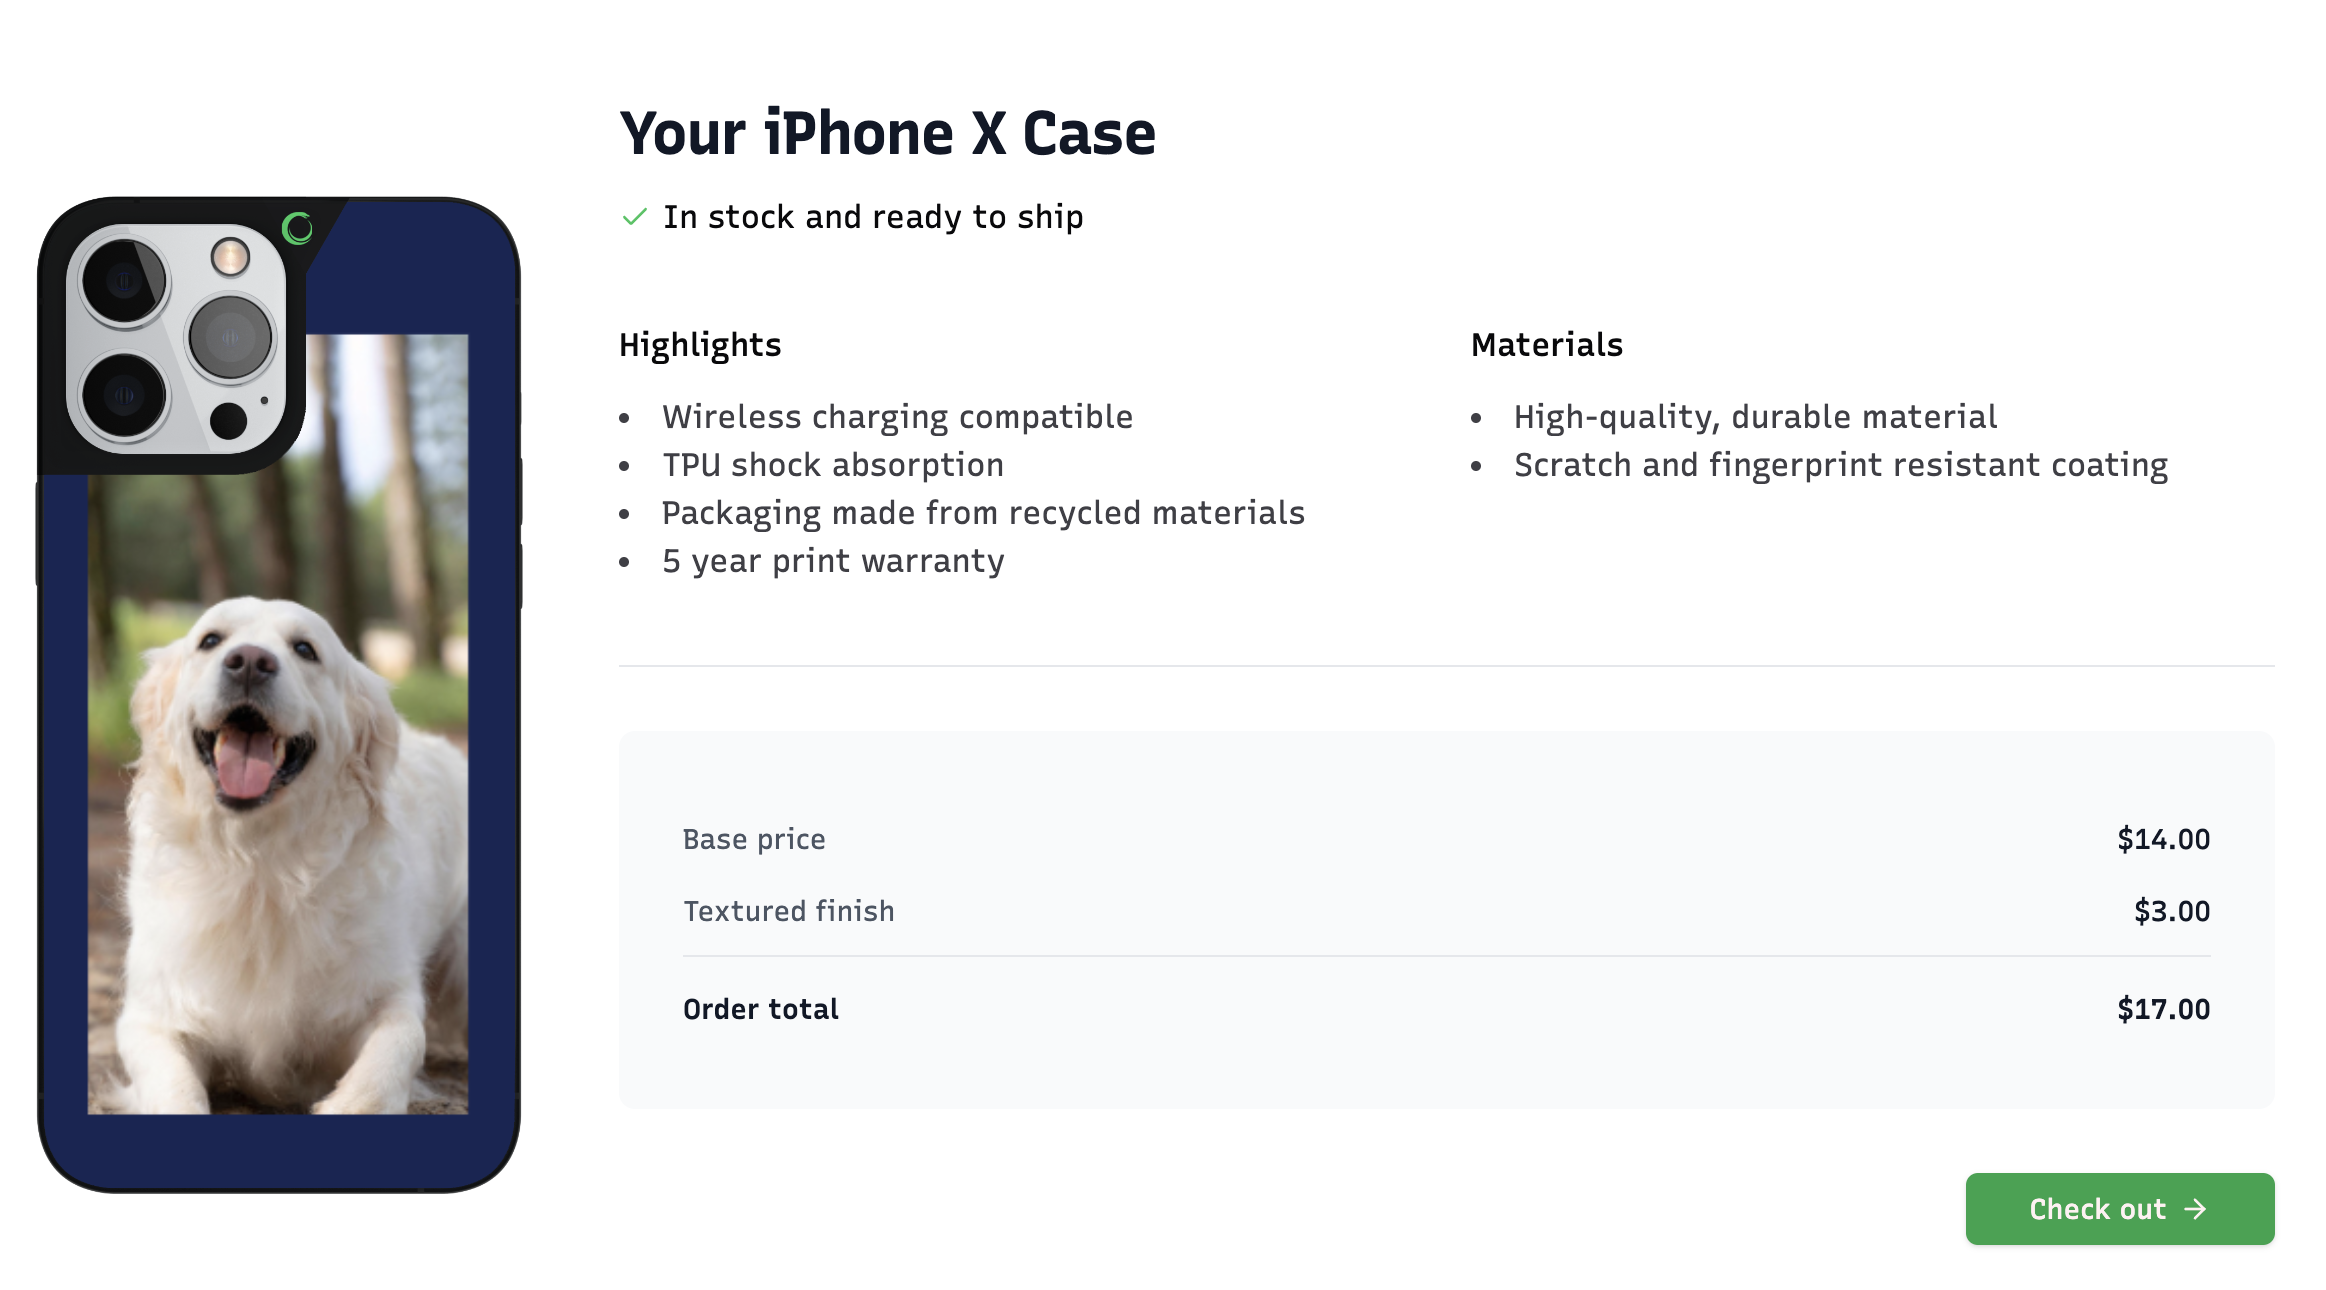 Your iPhone X Case
In stock and ready to ship
Highlights
Wireless charging compatible
TPU shock absorption
Packaging made from recycled materials
5 year print warranty
Materials
High-quality, durable material
Scratch and fingerprint resistant coating
Base price $14.00
Textured finish $3.00
Order total $17.00
Check out →